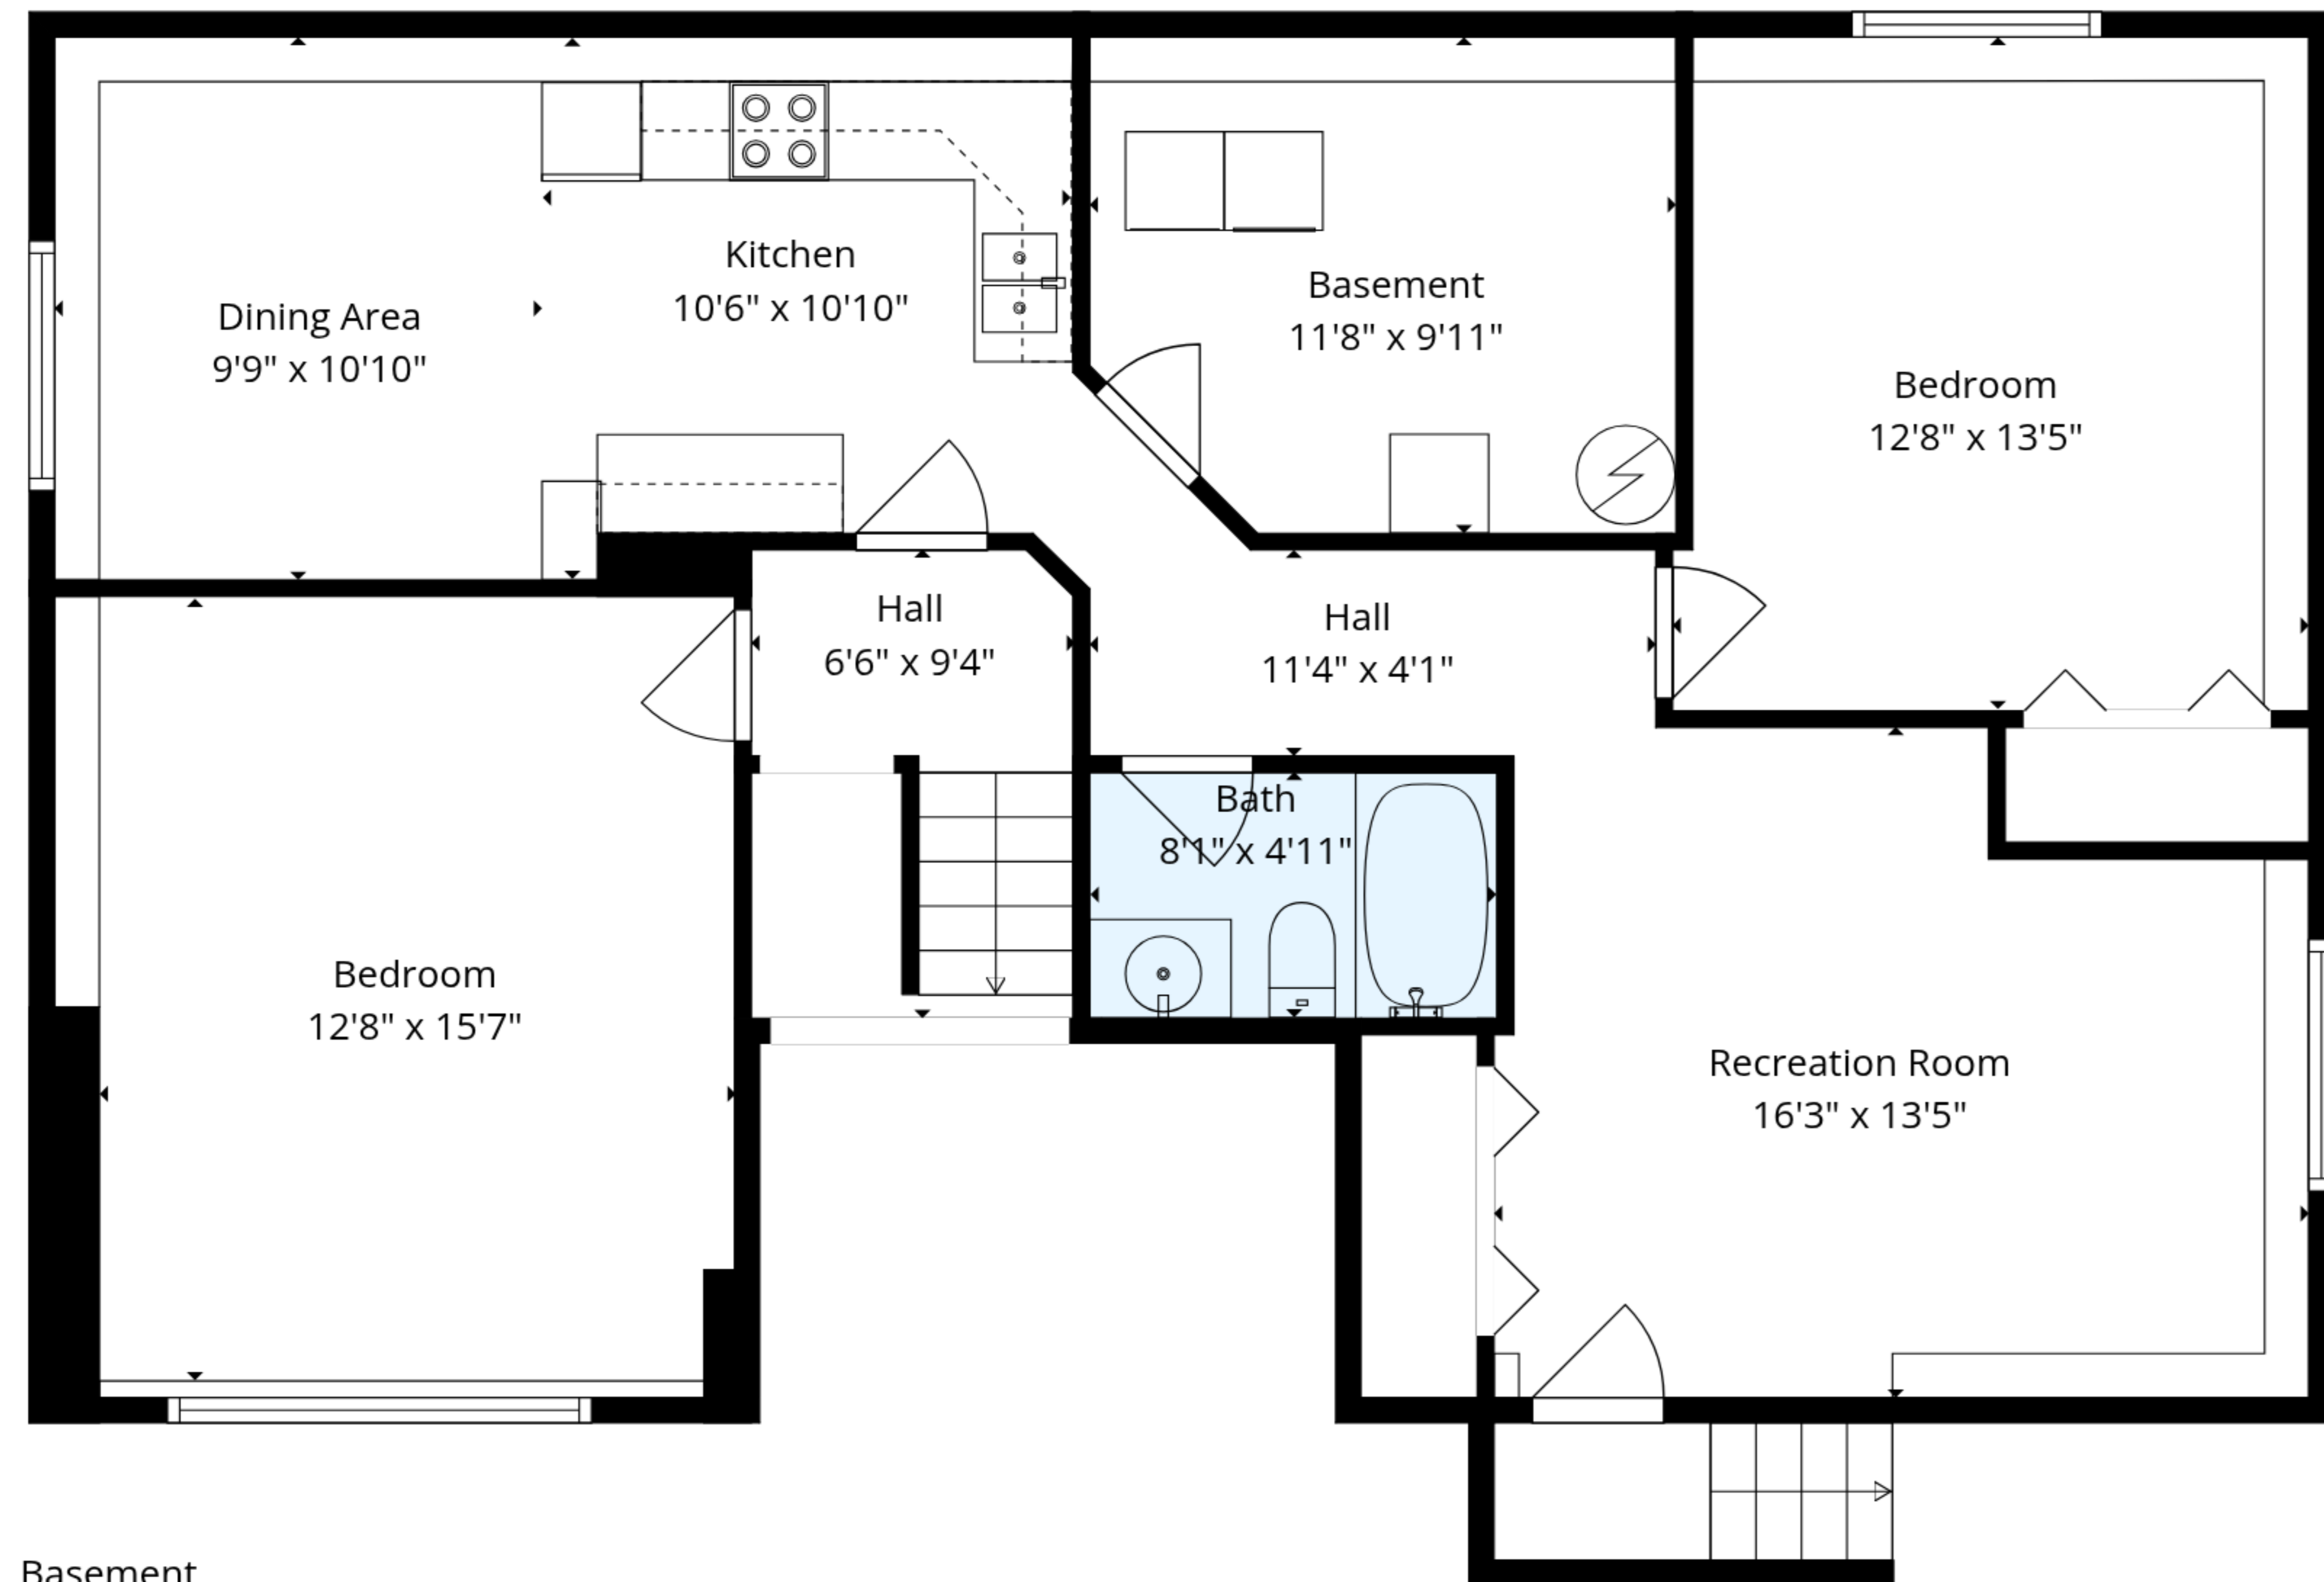 Kitchen
10'6" x 10'10"
Dining Area
9'9" x 10'10"
Basement
11'8" x 9'11"
Bedroom
12'8" x 13'5"
Hall
6'6" x 9'4"
Hall
11'4" x 4'1"
Bath
8'1" x 4'11"
Bedroom
12'8" x 15'7"
Recreation Room
16'3" x 13'5"
Basement